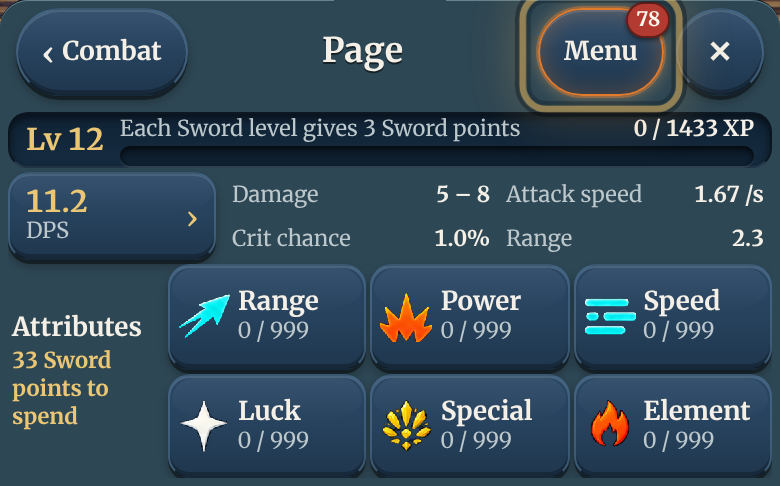 ‹ Combat
Page
Menu
78
×
Lv 12
Each Sword level gives 3 Sword points
0 / 1433 XP
11.2
DPS
›
Damage
5 – 8
Attack speed
1.67 /s
Crit chance
1.0%
Range
2.3
Attributes
33 Sword
points to
spend
Range
0 / 999
Power
0 / 999
Speed
0 / 999
Luck
0 / 999
Special
0 / 999
Element
0 / 999